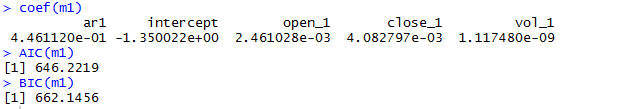 > coef(m1)
ar1 intercept open_1 close_1 vol_1
4.461120e-01 -1.350022e+00 2.461028e-03 4.082797e-03 1.117480e-09
> AIC(m1)
[1] 646.2219
> BIC(m1)
[1] 662.1456